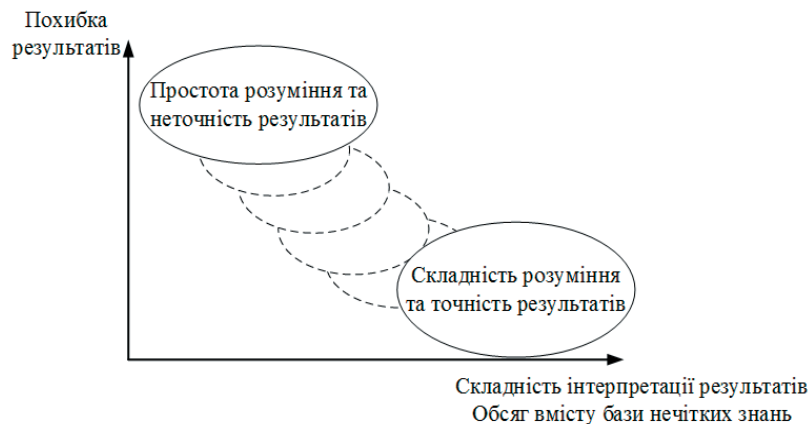 Похибка
результатів
Простота розуміння та
неточність результатів
Складність розуміння
та точність результатів
Складність інтерпретації результатів
Обсяг вмісту бази нечітких знань